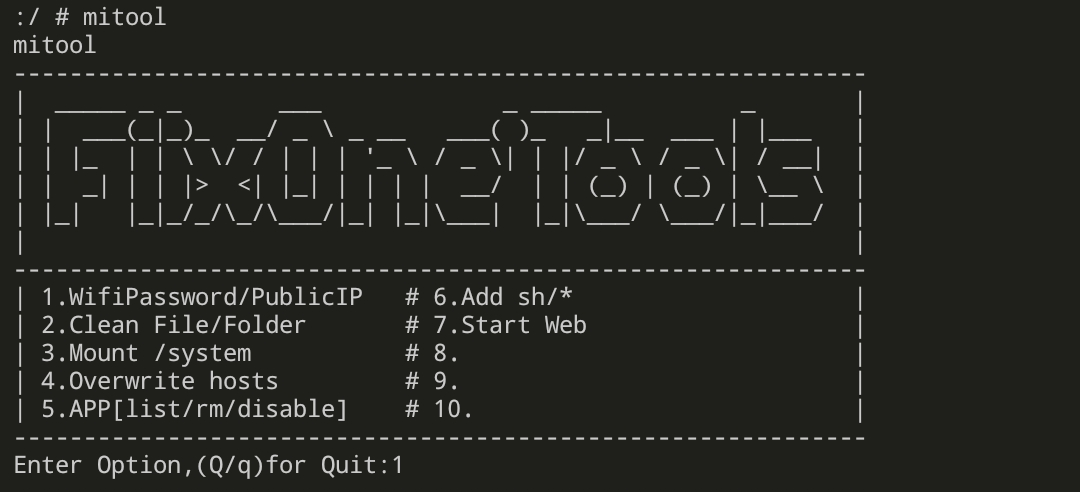 :/ # mitool
mitool
--------------------------------------------------------------
FixOneTools
--------------------------------------------------------------
| 1.WifiPassword/PublicIP   # 6.Add sh/*                     |
| 2.Clean File/Folder       # 7.Start Web                    |
| 3.Mount /system           # 8.                             |
| 4.Overwrite hosts         # 9.                             |
| 5.APP[list/rm/disable]    # 10.                            |
--------------------------------------------------------------
Enter Option,(Q/q)for Quit:1